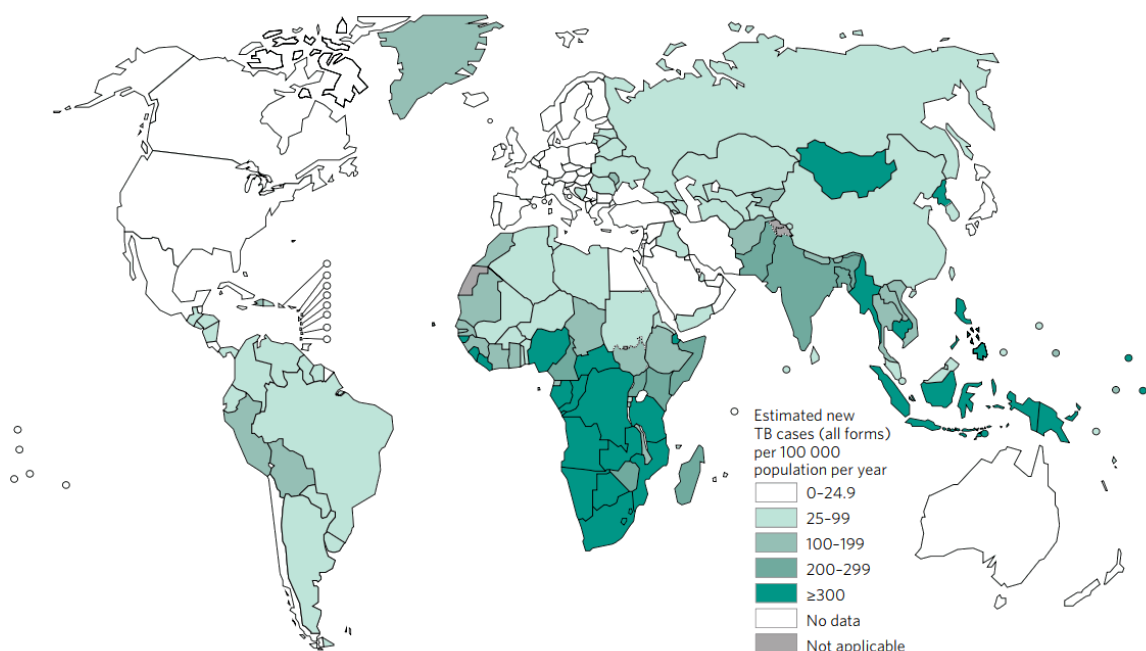 Estimated new
TB cases (all forms)
per 100 000
population per year
0–24.9
25–99
100–199
200–299
≥300
No data
Not applicable